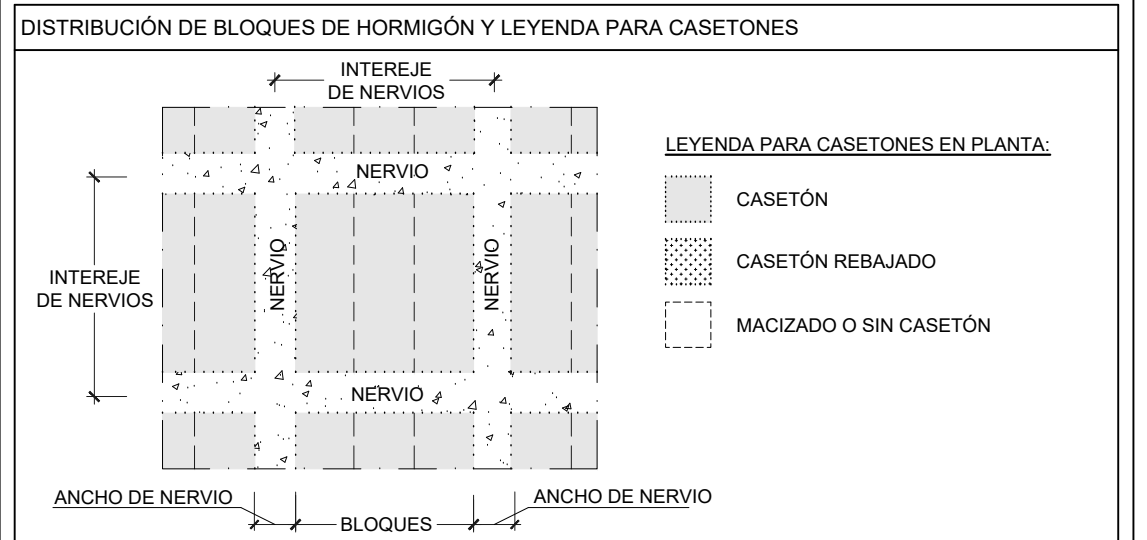 DISTRIBUCIÓN DE BLOQUES DE HORMIGÓN Y LEYENDA PARA CASETONES
INTEREJE
DE NERVIOS
NERVIO
NERVIO
NERVIO
INTEREJE
DE NERVIOS
NERVIO
ANCHO DE NERVIO
BLOQUES
ANCHO DE NERVIO
LEYENDA PARA CASETONES EN PLANTA:
CASETÓN
CASETÓN REBAJADO
MACIZADO O SIN CASETÓN